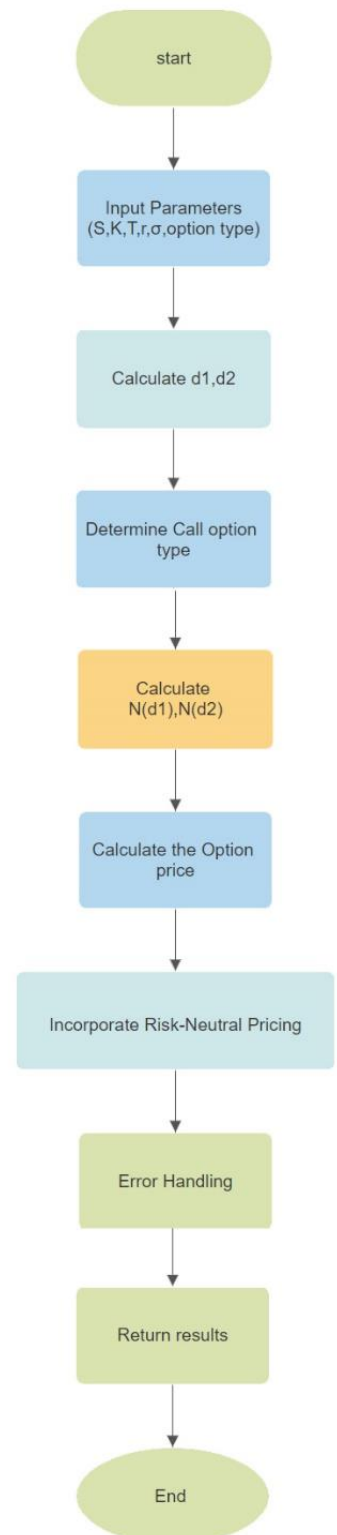 start
Input Parameters
(S,K,T,r,σ,option type)
Calculate d1,d2
Determine Call option
type
Calculate
N(d1),N(d2)
Calculate the Option
price
Incorporate Risk-Neutral Pricing
Error Handling
Return results
End